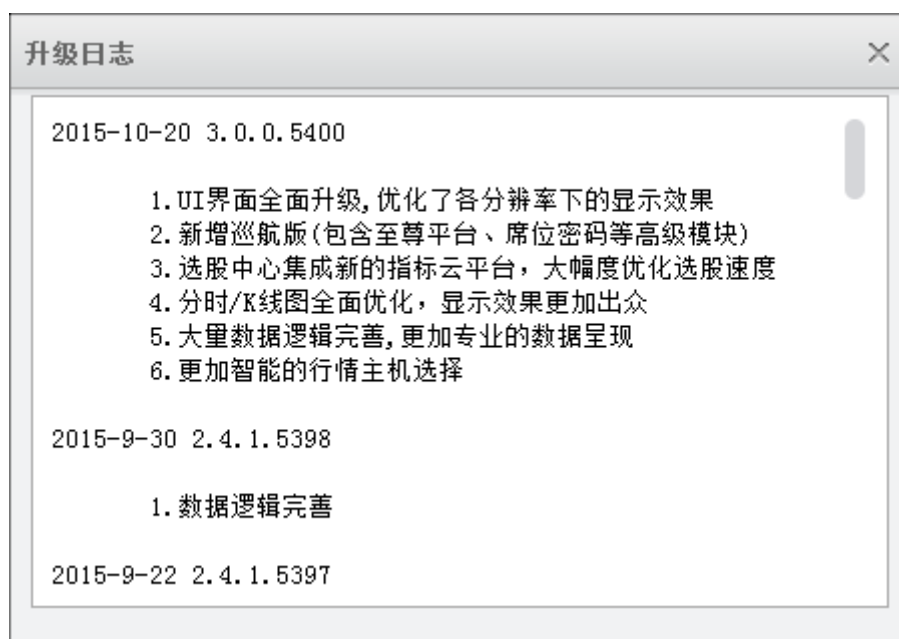 升级日志
2015-10-20 3.0.0.5400
1.UI界面全面升级,优化了各分辨率下的显示效果
2.新增巡航版(包含至尊平台、席位密码等高级模块)
3.选股中心集成新的指标云平台，大幅度优化选股速度
4.分时/K线图全面优化，显示效果更加出众
5.大量数据逻辑完善,更加专业的数据呈现
6.更加智能的行情主机选择
2015-9-30 2.4.1.5398
1.数据逻辑完善
2015-9-22 2.4.1.5397